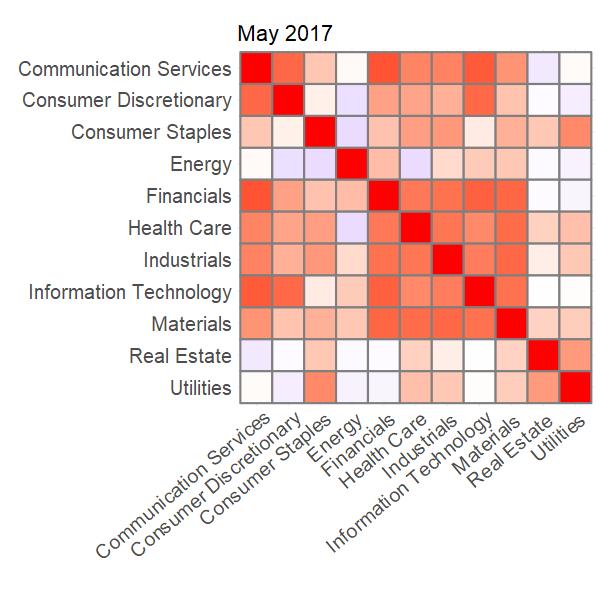 May 2017
Communication Services
Consumer Discretionary
Consumer Staples
Energy
Financials
Health Care
Industrials
Information Technology
Materials
Real Estate
Utilities
Communication Services
Consumer Discretionary
Consumer Staples
Energy
Financials
Health Care
Industrials
Information Technology
Materials
Real Estate
Utilities